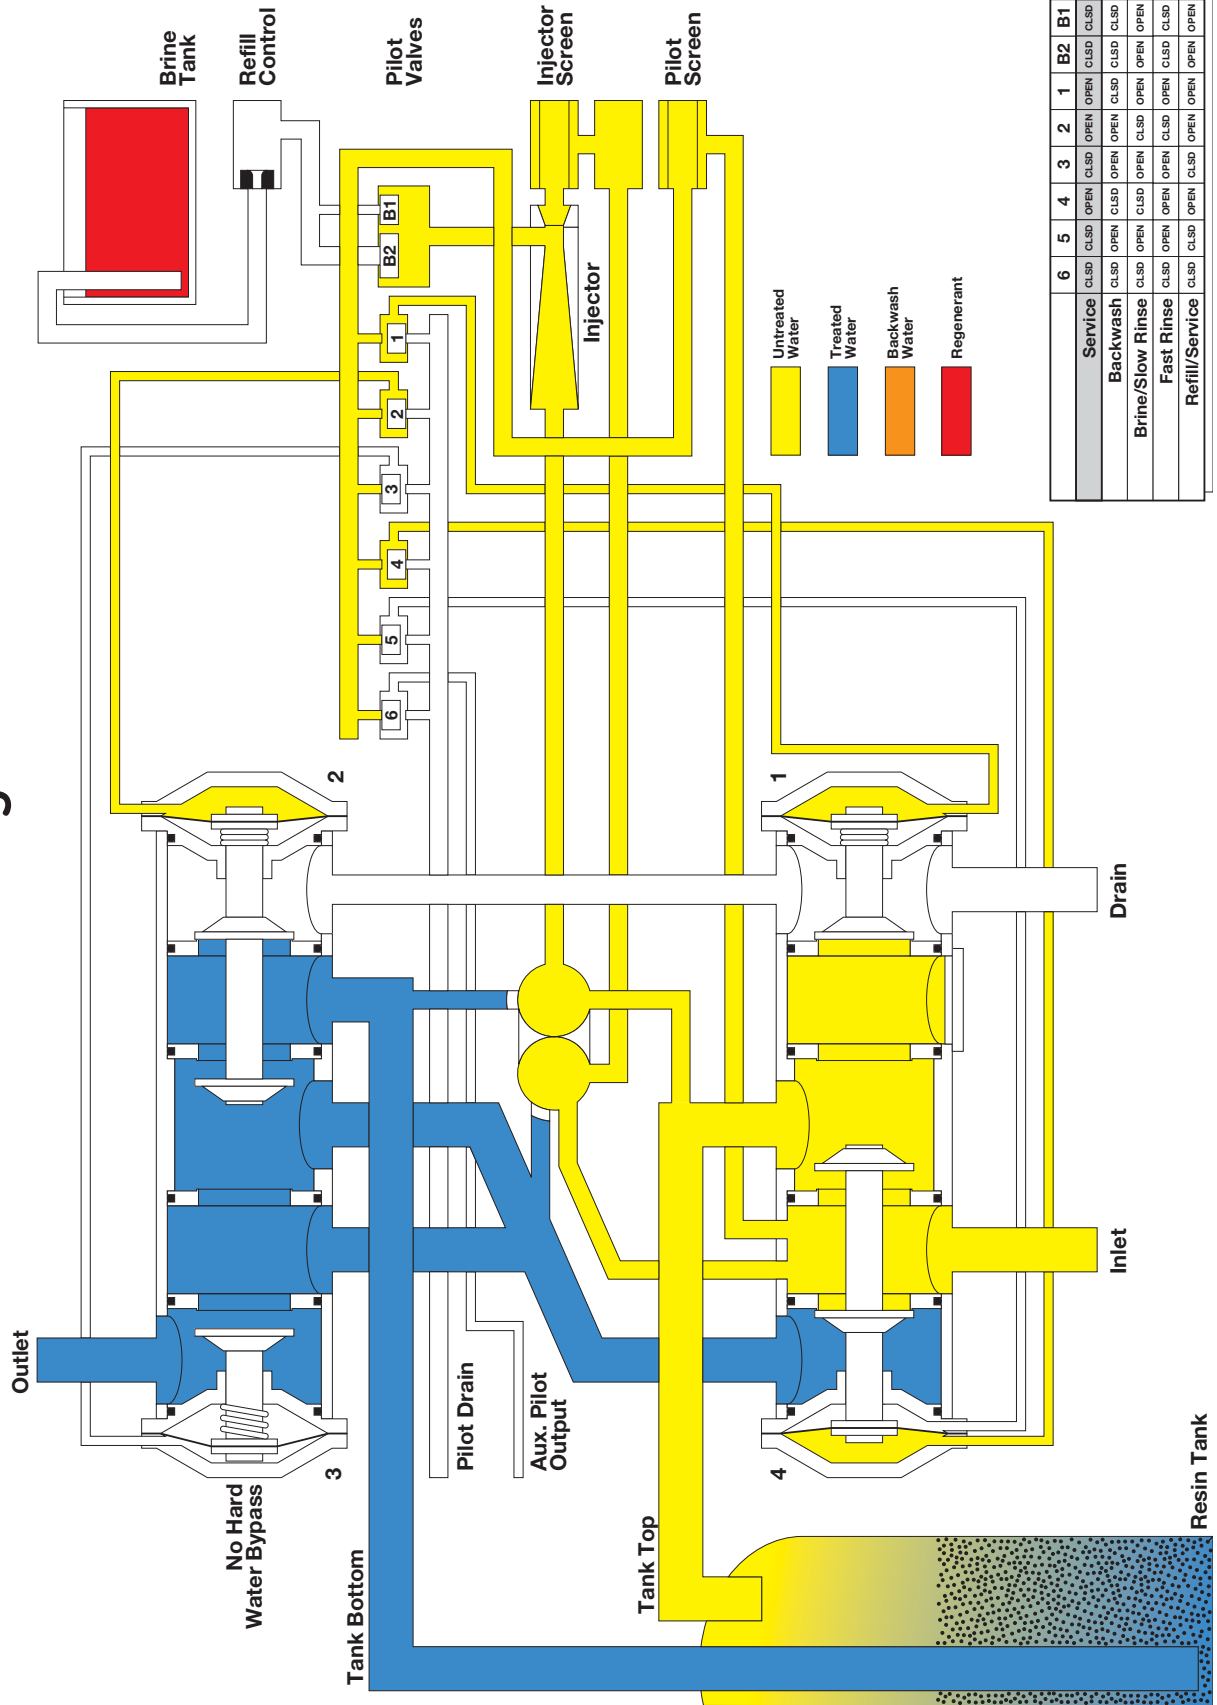 Outlet
No Hard
Water Bypass
3
2
Brine
Tank
Refill
Control
Tank Bottom
Pilot Drain
6
5
4
3
2
1
B2
B1
Pilot
Valves
Aux. Pilot
Output
Injector
Injector
Screen
Tank Top
Pilot
Screen
4
1
Untreated
Water
Treated
Water
Backwash
Water
Regenerant
Inlet
Drain
Resin Tank
6 5 4 3 2 1 B2 B1
Service CLSD CLSD OPEN CLSD OPEN OPEN CLSD CLSD
Backwash CLSD OPEN CLSD OPEN OPEN CLSD CLSD CLSD
Brine/Slow Rinse CLSD OPEN CLSD OPEN CLSD OPEN OPEN OPEN
Fast Rinse CLSD OPEN OPEN OPEN CLSD OPEN CLSD CLSD
Refill/Service CLSD CLSD OPEN CLSD OPEN OPEN OPEN OPEN